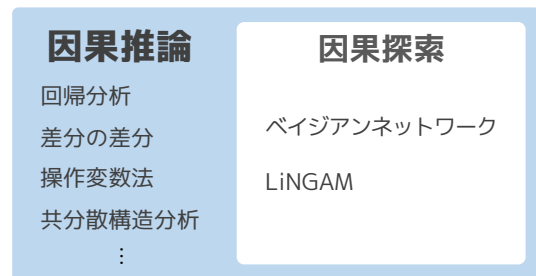 因果推論
回帰分析
差分の差分
操作変数法
共分散構造分析
⋮
因果探索
ベイジアンネットワーク
LiNGAM